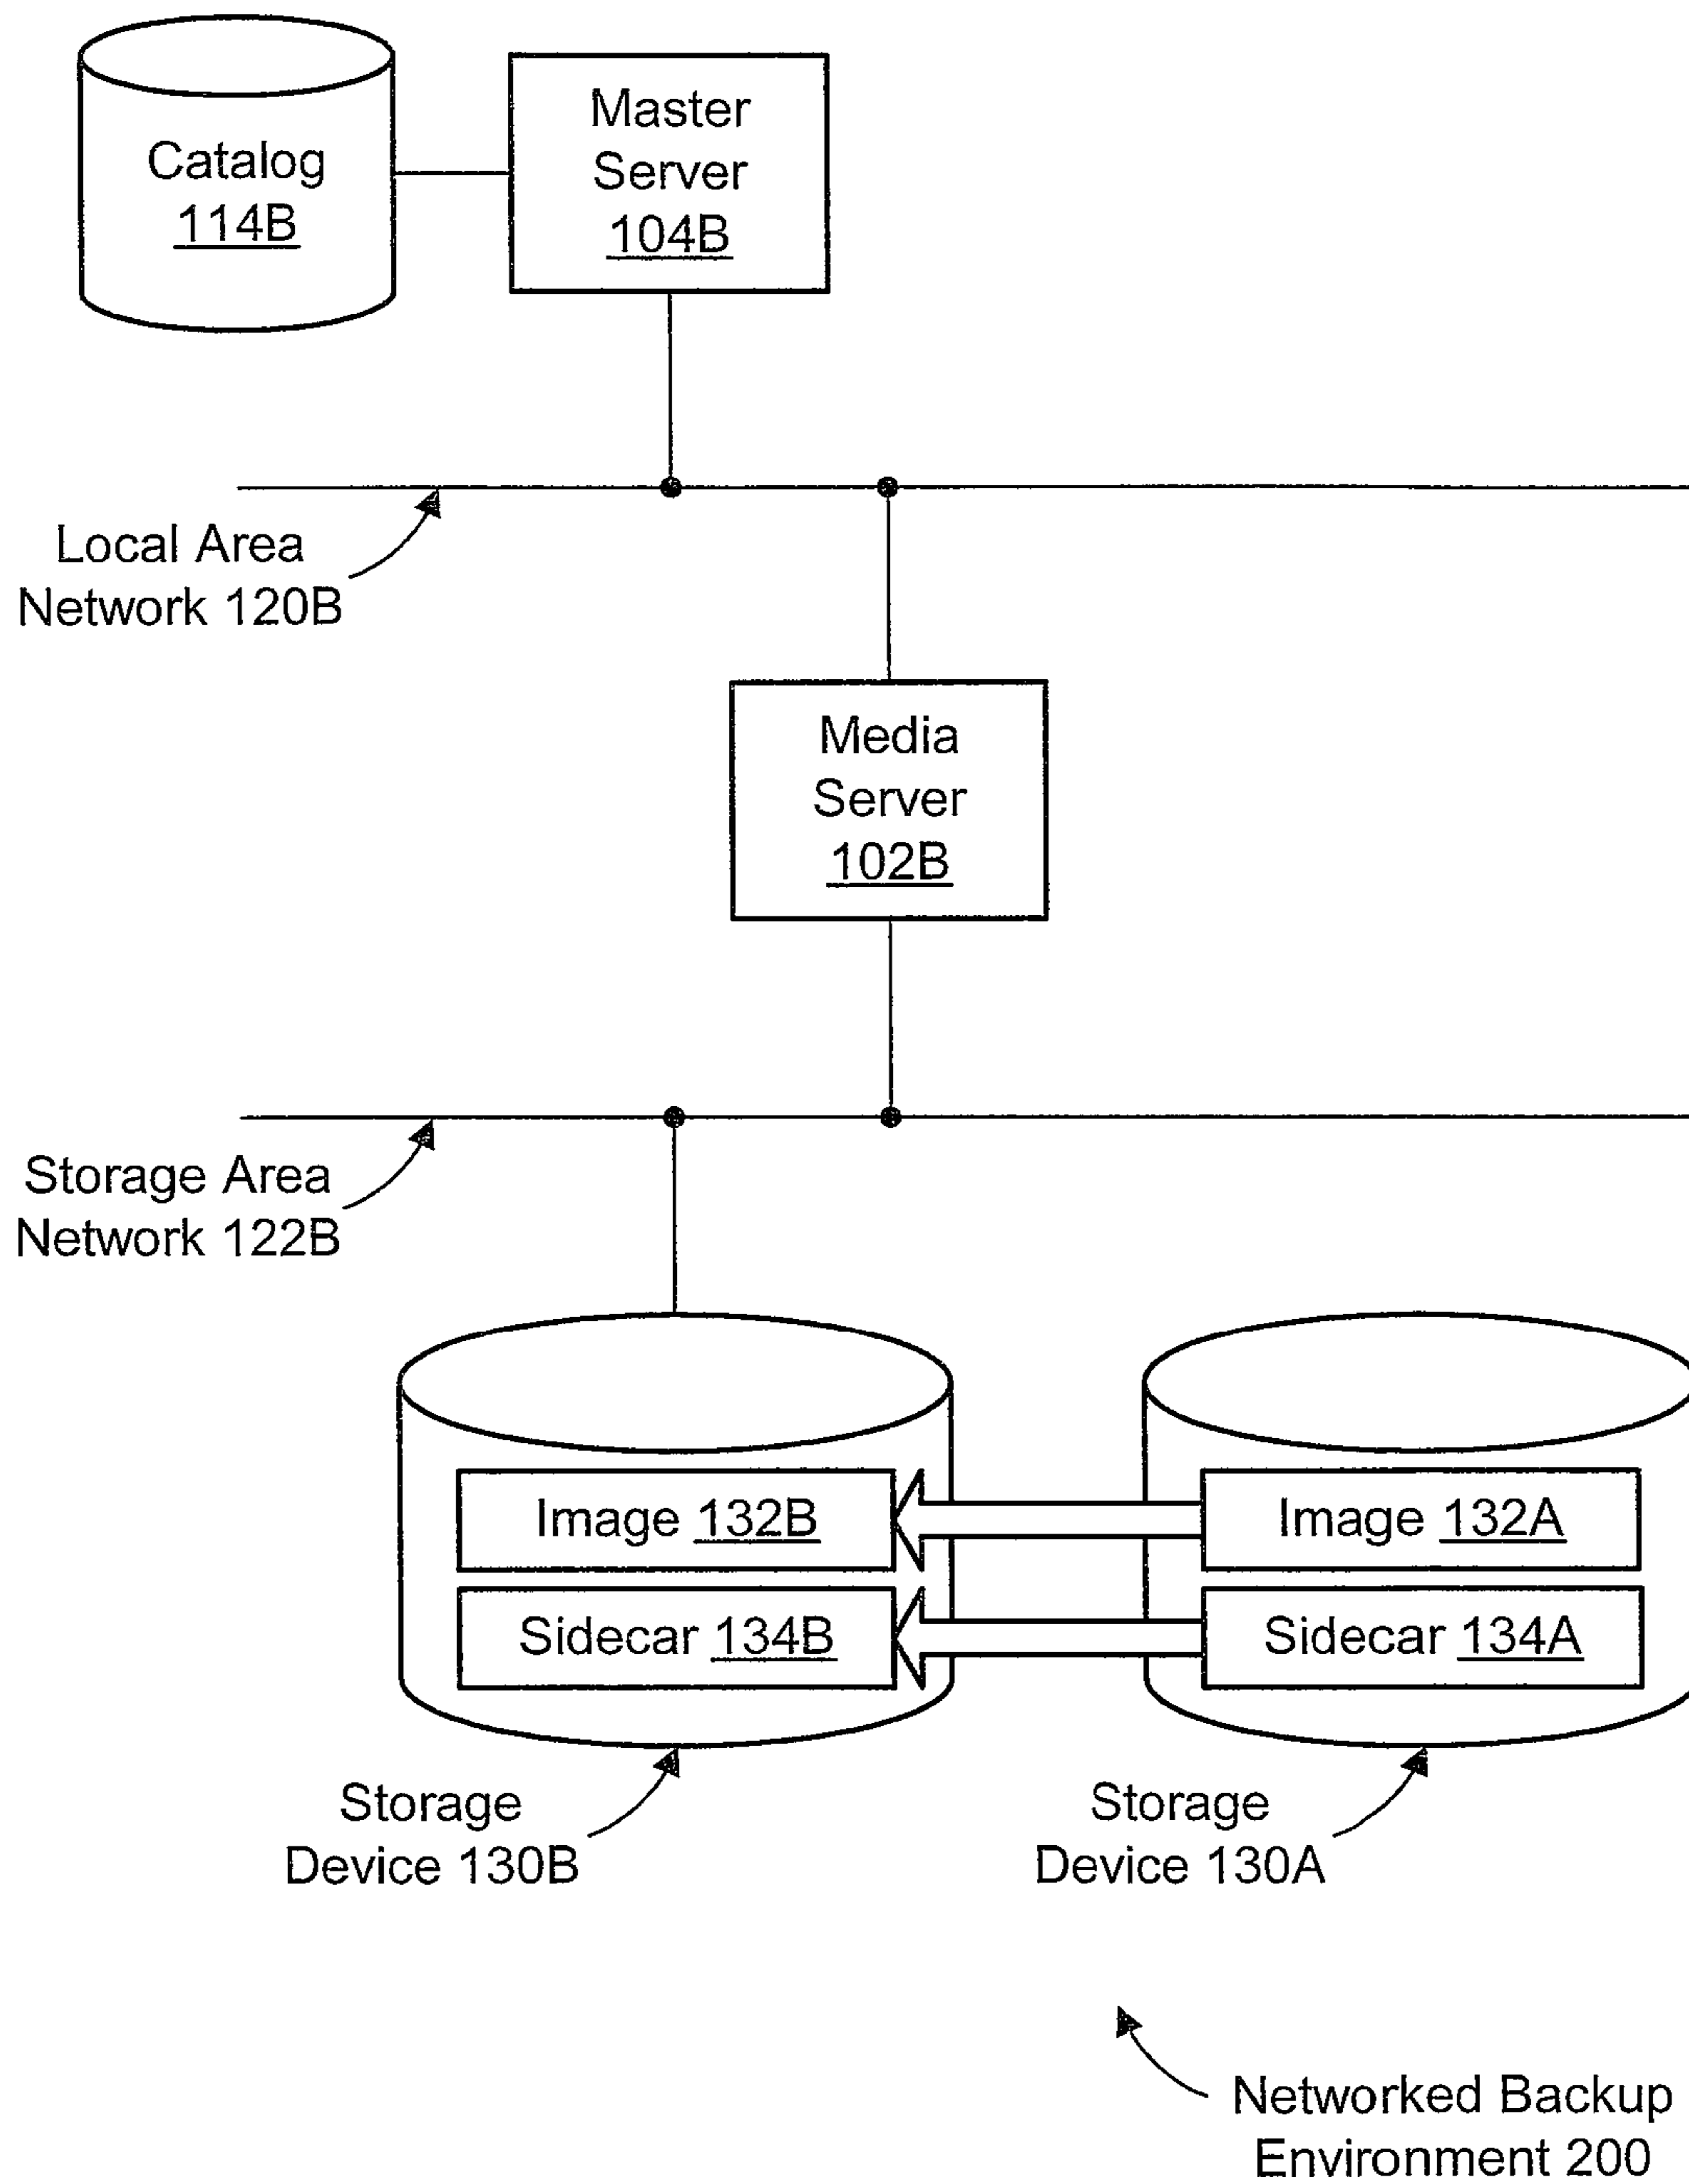 Catalog
114B
Master
Server
104B
Local Area
Network 120B
Media
Server
102B
Storage Area
Network 122B
Image 132B
Image 132A
Sidecar 134B
Sidecar 134A
Storage
Device 130B
Storage
Device 130A
Networked Backup
Environment 200